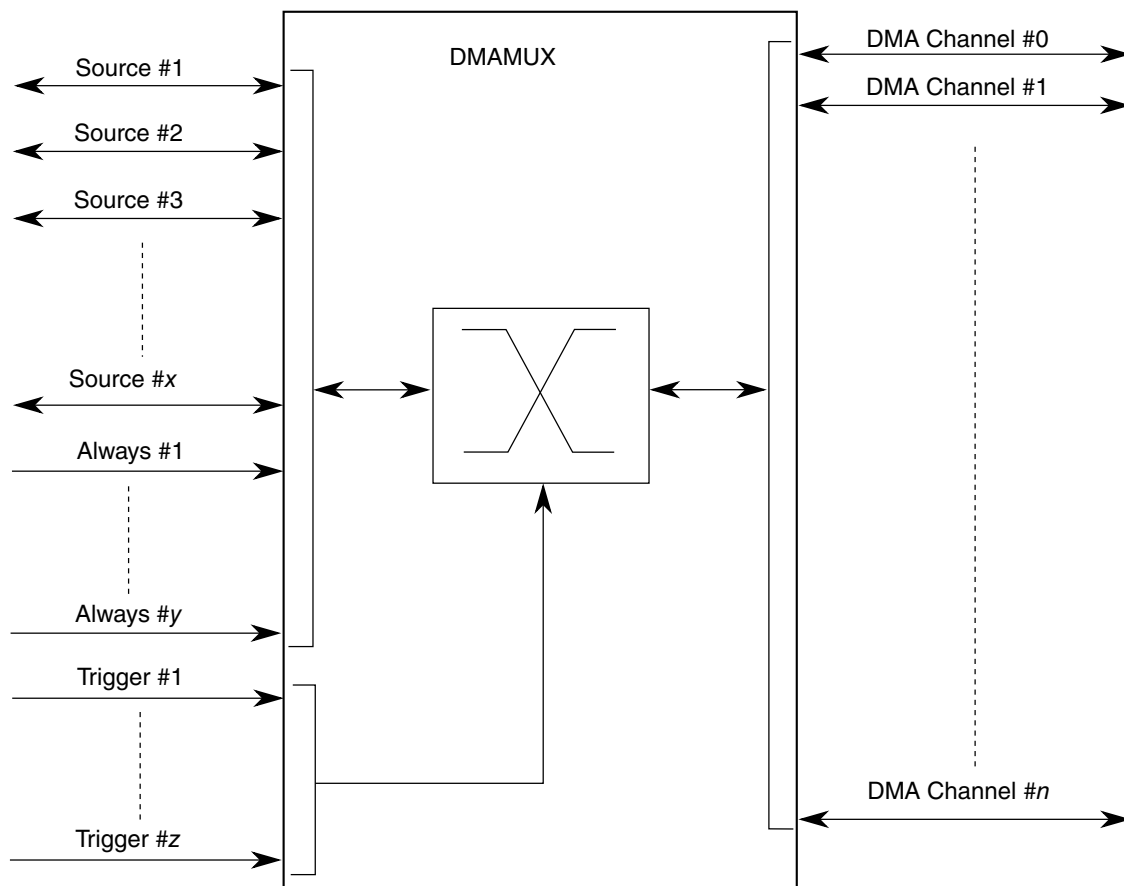 DMAMUX
Source #1
Source #2
Source #3
Source #x
Always #1
Always #y
Trigger #1
Trigger #z
DMA Channel #0
DMA Channel #1
DMA Channel #n